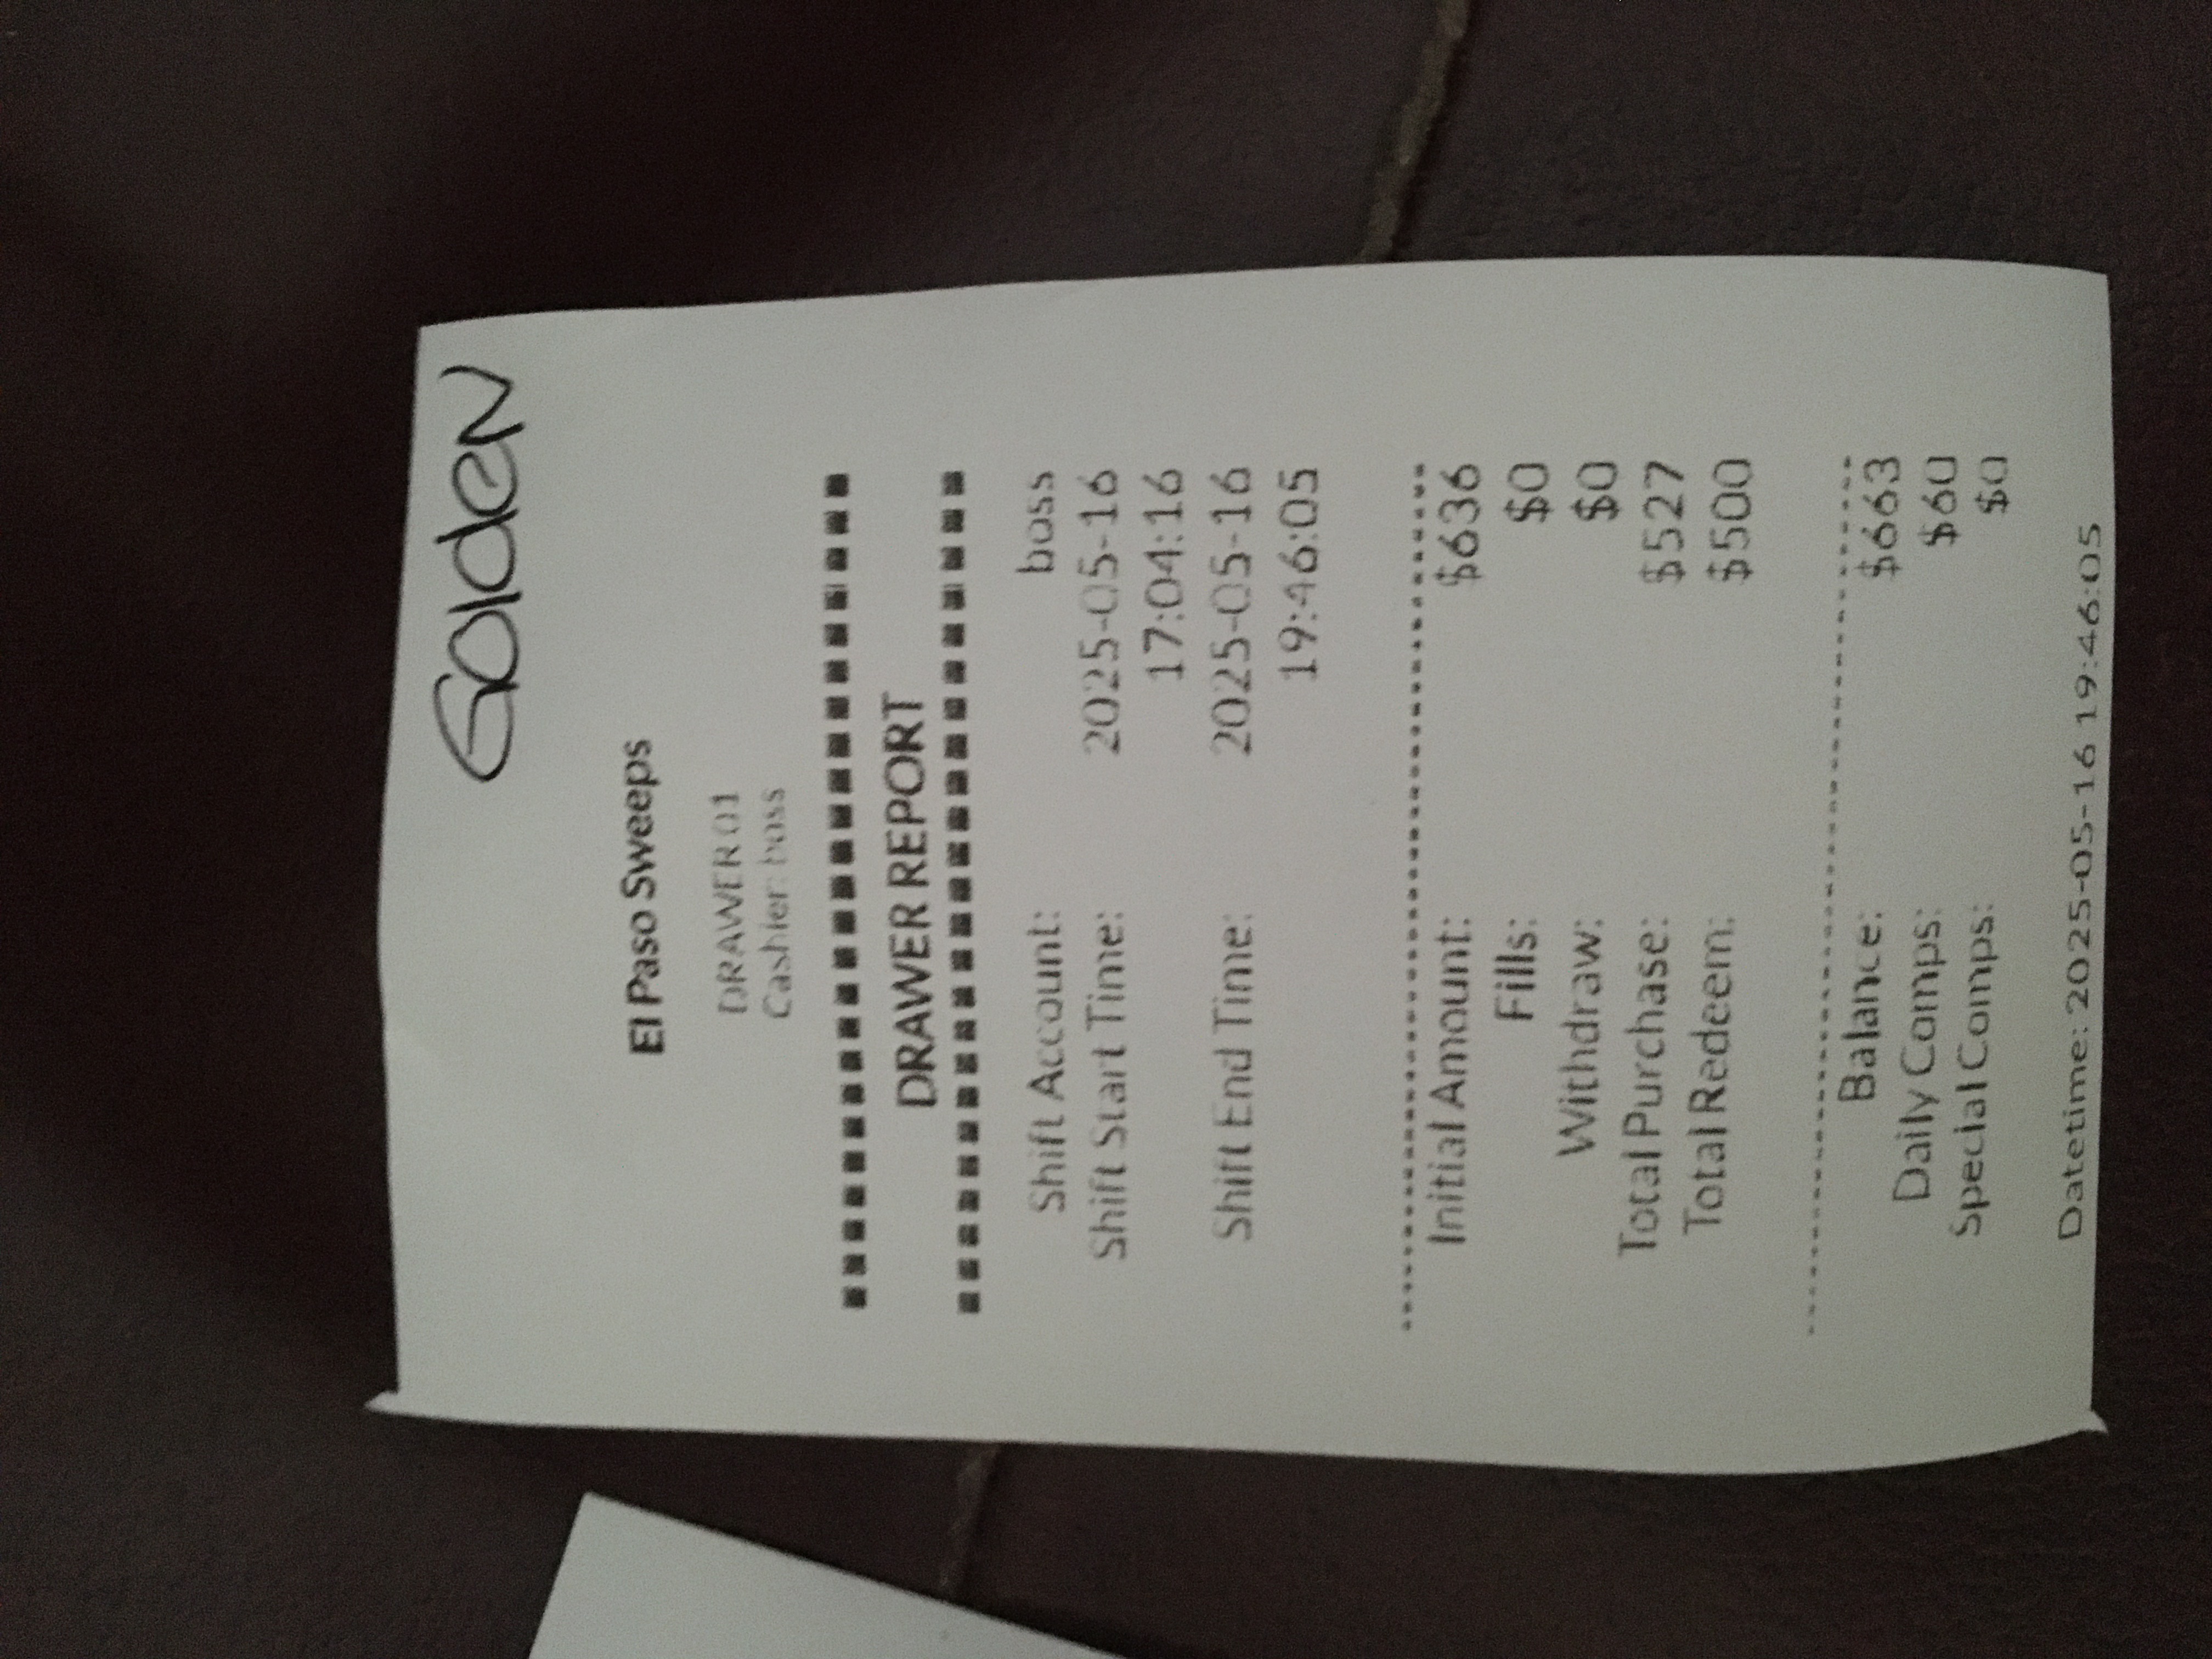 Golden
El Paso Sweeps
DRAWER 01
Cashier: boss
DRAWER REPORT
Shift Account: boss
Shift Start Time: 2025-05-16
17:04:16
Shift End Time: 2025-05-16
19:46:05
Initial Amount: $636
Fills: $0
Withdraw: $0
Total Purchase: $527
Total Redeem: $500
Balance: $663
Daily Comps: $60
Special Comps: $0
Datetime: 2025-05-16 19:46:05